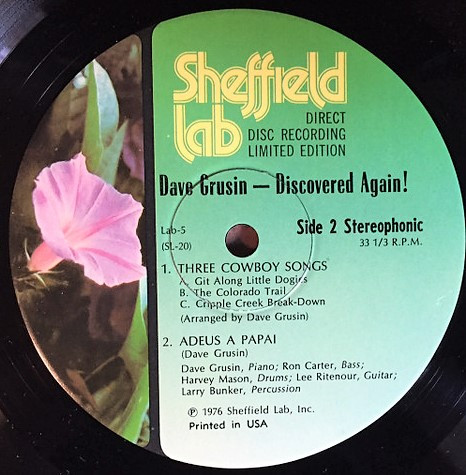 Sheffield
Lab
DIRECT
DISC RECORDING
LIMITED EDITION
Dave Grusin — Discovered Again!
Lab-5
(SL-20)
Side 2 Stereophonic
33 1/3 R.P.M.
1. THREE COWBOY SONGS
A. Git Along Little Dogies
B. The Colorado Trail
C. Cripple Creek Break-Down
(Arranged by Dave Grusin)
2. ADEUS A PAPAI
(Dave Grusin)
Dave Grusin, Piano; Ron Carter, Bass;
Harvey Mason, Drums; Lee Ritenour, Guitar;
Larry Bunker, Percussion
℗ 1976 Sheffield Lab, Inc.
Printed in USA